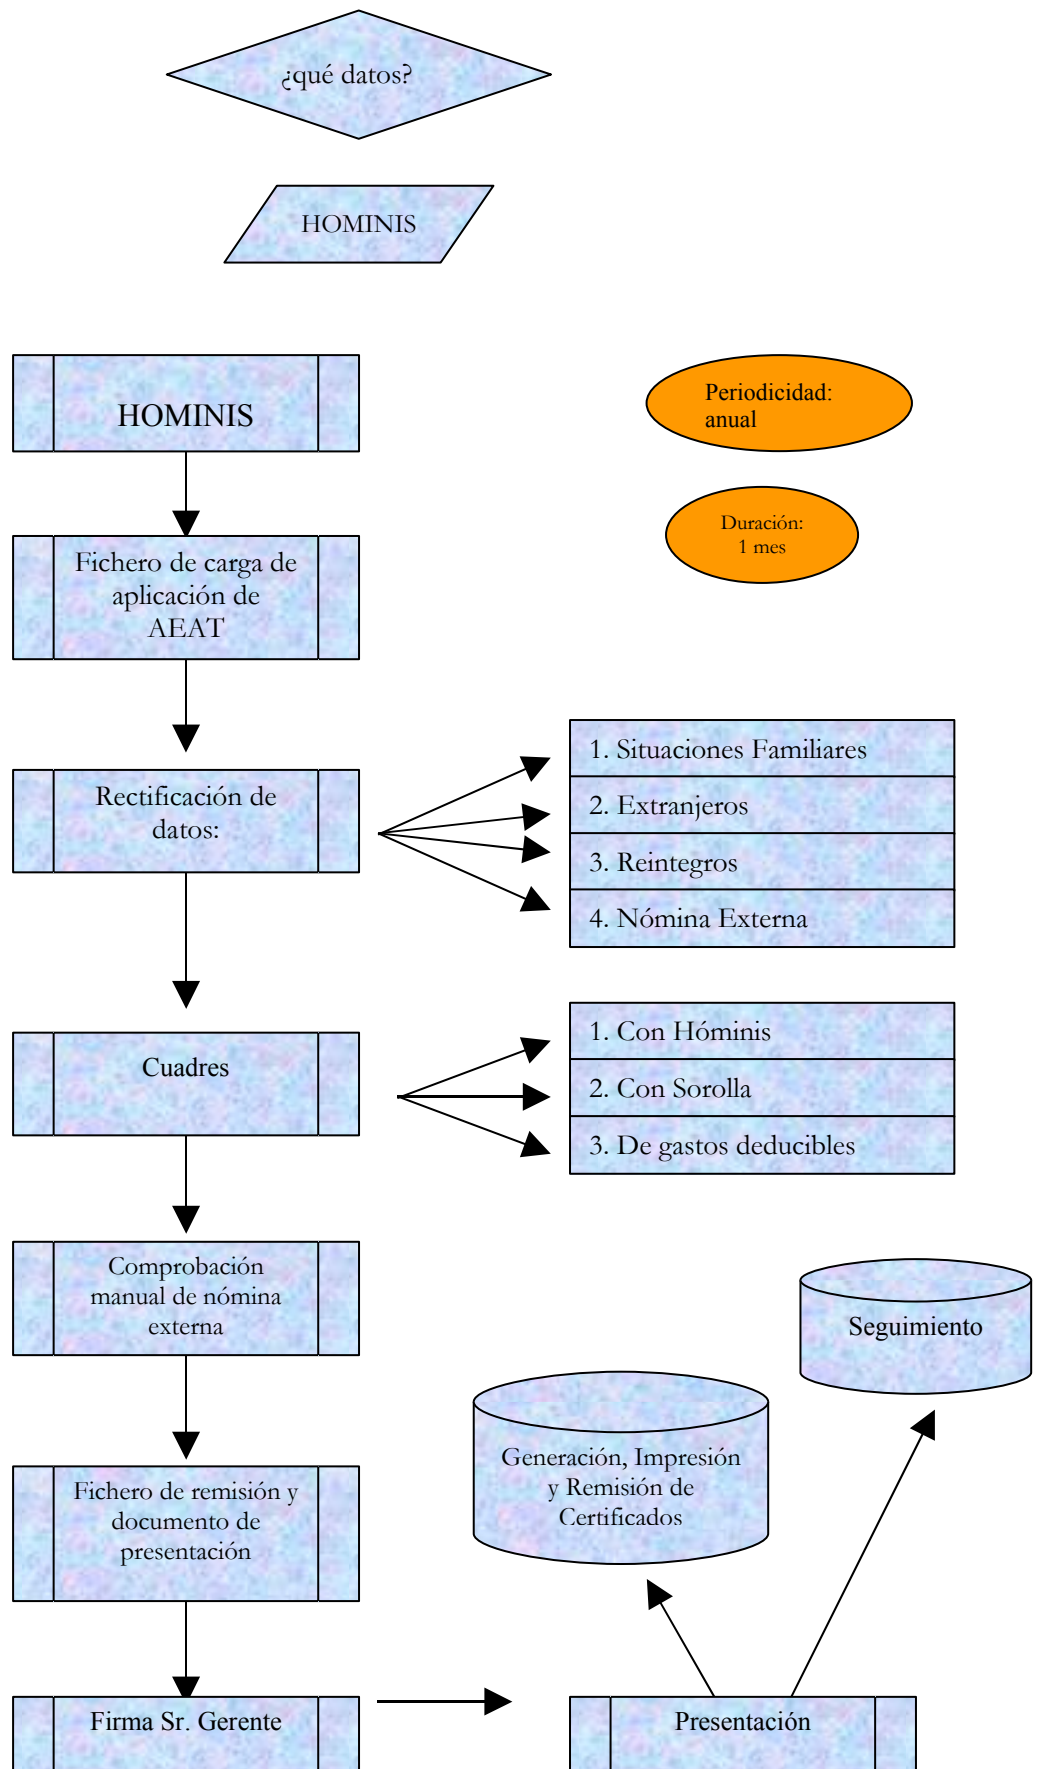 ¿qué datos?
HOMINIS
HOMINIS
Periodicidad:
anual
Duración:
1 mes
Fichero de carga de
aplicación de
AEAT
Rectificación de
datos:
1. Situaciones Familiares
2. Extranjeros
3. Reintegros
4. Nómina Externa
Cuadres
1. Con Hóminis
2. Con Sorolla
3. De gastos deducibles
Comprobación
manual de nómina
externa
Seguimiento
Generación, Impresión
y Remisión de
Certificados
Fichero de remisión y
documento de
presentación
Firma Sr. Gerente
Presentación